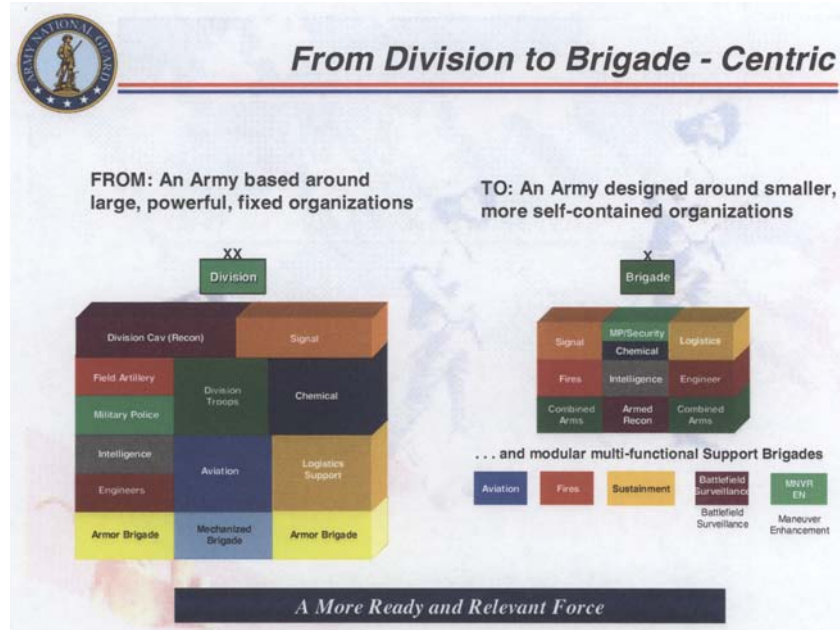 ARMY NATIONAL GUARD
From Division to Brigade - Centric
FROM: An Army based around
large, powerful, fixed organizations
XX
Division
Division Cav (Recon)
Signal
Field Artillery
Division
Troops
Chemical
Military Police
Intelligence
Aviation
Logistics
Support
Engineers
Armor Brigade
Mechanized
Brigade
Armor Brigade
TO: An Army designed around smaller,
more self-contained organizations
X
Brigade
Signal
MP/Security
Logistics
Chemical
Fires
Intelligence
Engineer
Combined
Arms
Armed
Recon
Combined
Arms
. . . and modular multi-functional Support Brigades
Aviation
Fires
Sustainment
Battlefield
Surveillance
MNVR
EN
Battlefield
Surveillance
Maneuver
Enhancement
A More Ready and Relevant Force